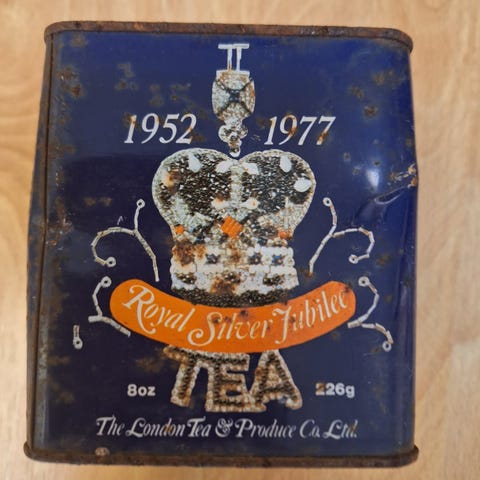 1952 1977
Royal Silver Jubilee
TEA
8oz 226g
The London Tea & Produce Co. Ltd.